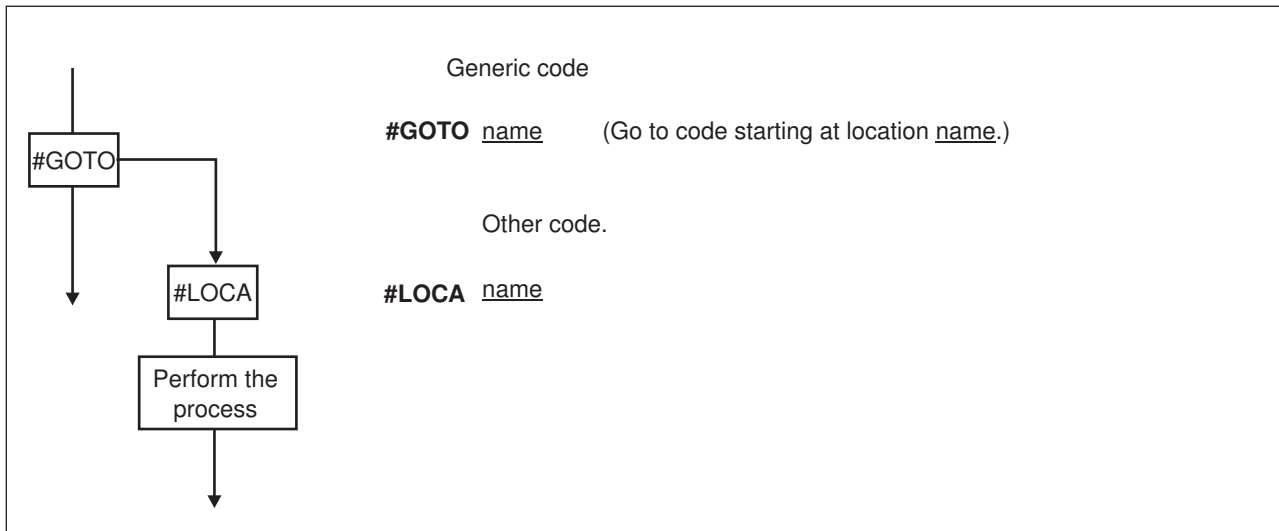 Generic code
#GOTO
#GOTO name (Go to code starting at location name.)
Other code.
#LOCA
#LOCA name
Perform the
process